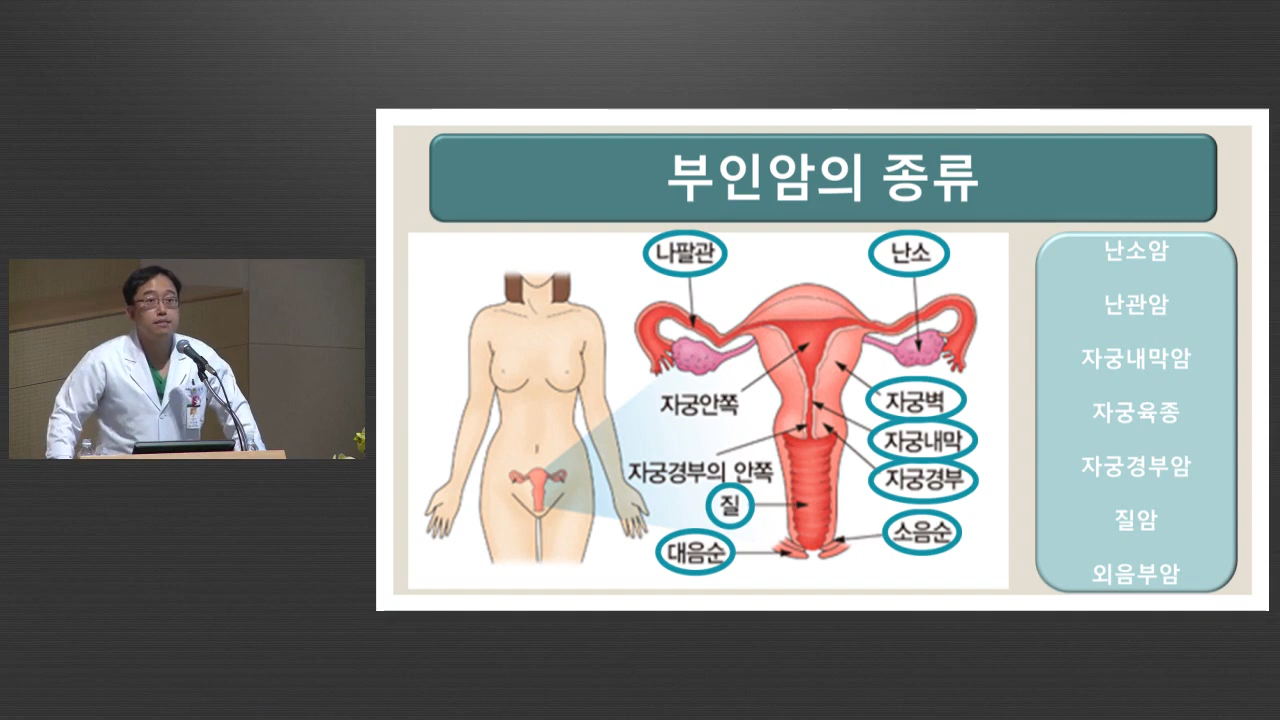 부인암의 종류
나팔관
난소
자궁안쪽
자궁벽
자궁내막
자궁경부의 안쪽
자궁경부
질
소음순
대음순
난소암
난관암
자궁내막암
자궁육종
자궁경부암
질암
외음부암